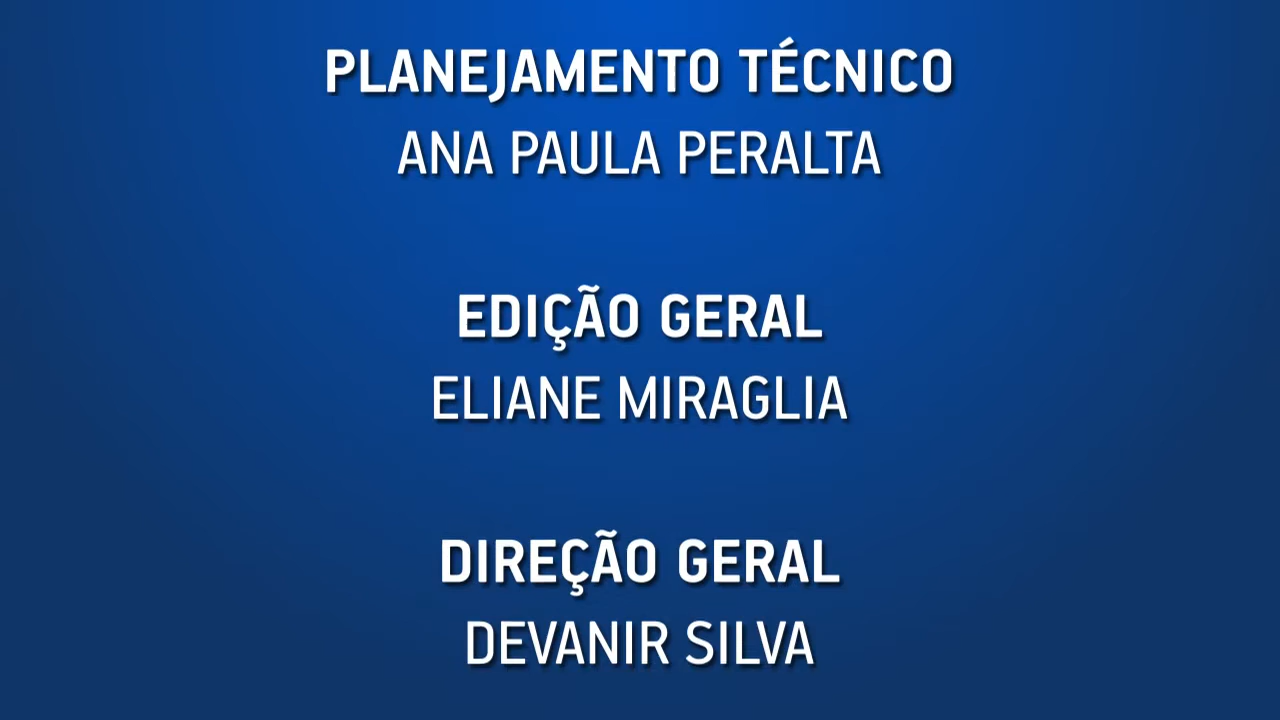 PLANEJAMENTO TÉCNICO
ANA PAULA PERALTA
EDIÇÃO GERAL
ELIANE MIRAGLIA
DIREÇÃO GERAL
DEVANIR SILVA